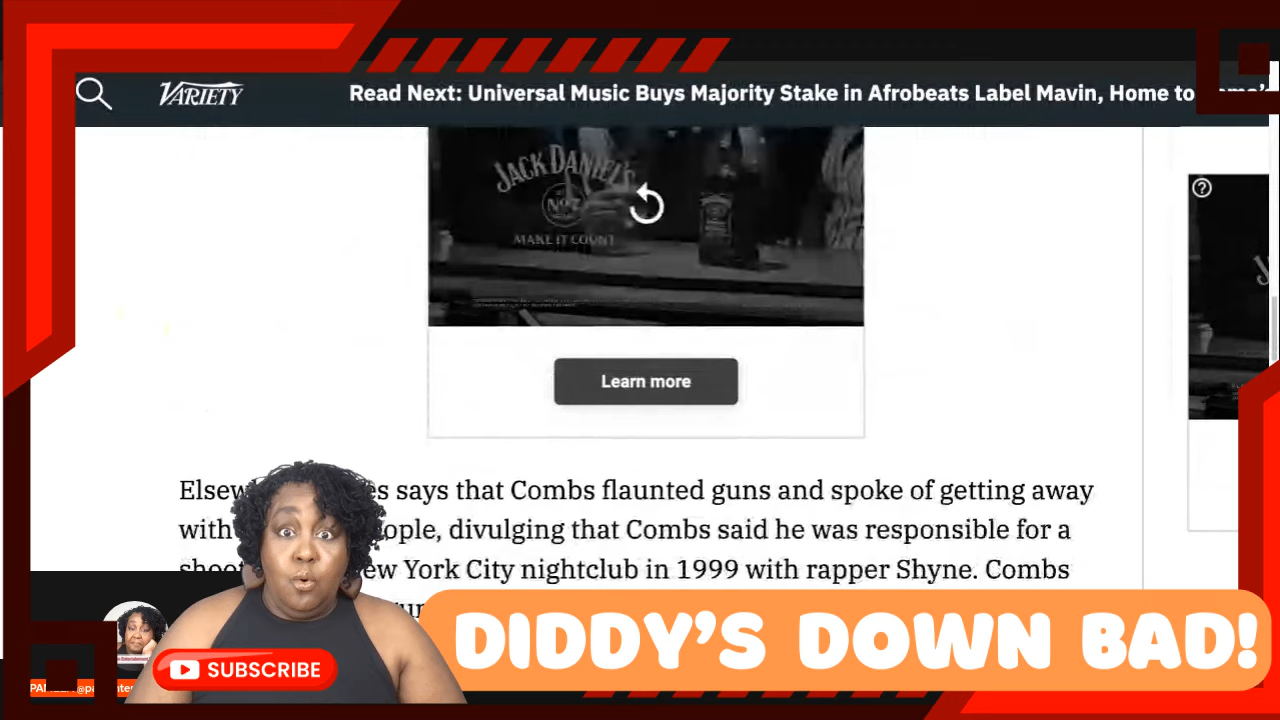 VARIETY
Read Next: Universal Music Buys Majority Stake in Afrobeats Label Mavin, Home to
JACK DANIEL'S
No. 7
MAKE IT COUNT
Learn more
says that Combs flaunted guns and spoke of getting away
with people, divulging that Combs said he was responsible for a
New York City nightclub in 1999 with rapper Shyne. Combs
DIDDY'S DOWN BAD!
SUBSCRIBE